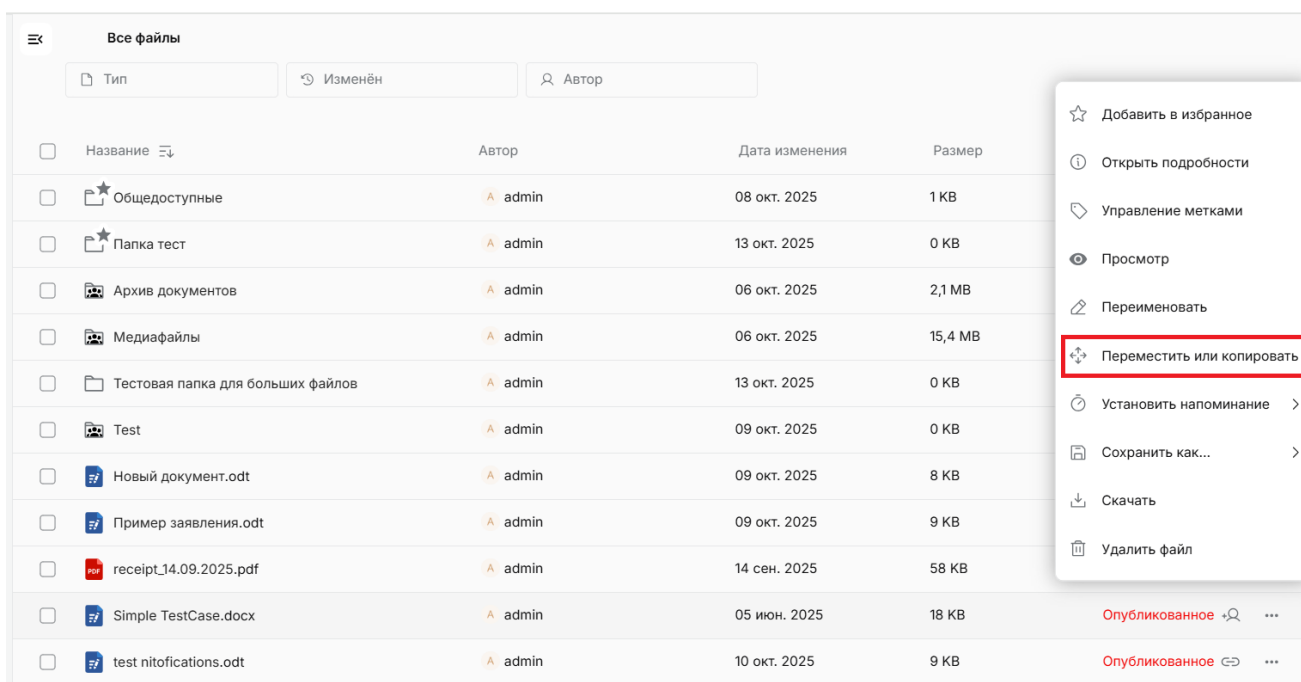 Все файлы
Тип
Изменён
Автор
Название Автор Дата изменения Размер
Общедоступные A admin 08 окт. 2025 1 KB
Папка тест A admin 13 окт. 2025 0 KB
Архив документов A admin 06 окт. 2025 2,1 MB
Медиафайлы A admin 06 окт. 2025 15,4 MB
Тестовая папка для больших файлов A admin 13 окт. 2025 0 KB
Test A admin 09 окт. 2025 0 KB
Новый документ.odt A admin 09 окт. 2025 8 KB
Пример заявления.odt A admin 09 окт. 2025 9 KB
PDF receipt_14.09.2025.pdf A admin 14 сен. 2025 58 KB
Simple TestCase.docx A admin 05 июн. 2025 18 KB Опубликованное
test nitofications.odt A admin 10 окт. 2025 9 KB Опубликованное
Добавить в избранное
Открыть подробности
Управление метками
Просмотр
Переименовать
Переместить или копировать
Установить напоминание
Сохранить как...
Скачать
Удалить файл